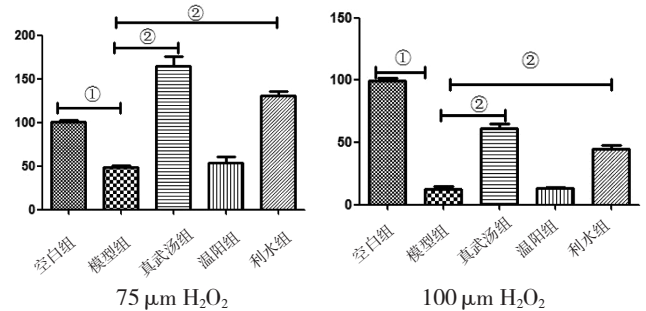 ②
②
①
200
150
100
50
0
空白组
模型组
真武汤组
温阳组
利水组
75 μm H₂O₂
②
①
②
150
100
50
0
空白组
模型组
真武汤组
温阳组
利水组
100 μm H₂O₂